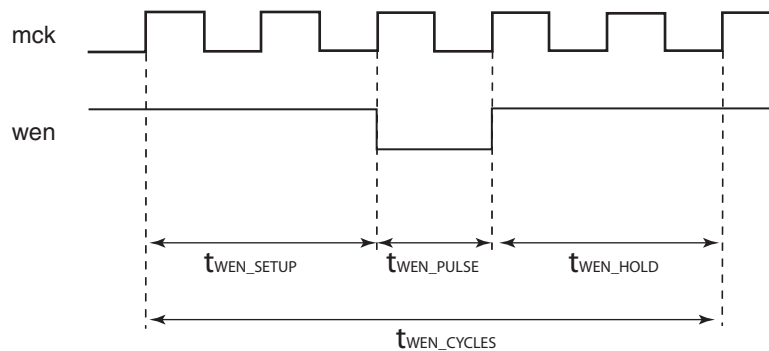 mck
wen
tWEN_SETUP
tWEN_PULSE
tWEN_HOLD
tWEN_CYCLES